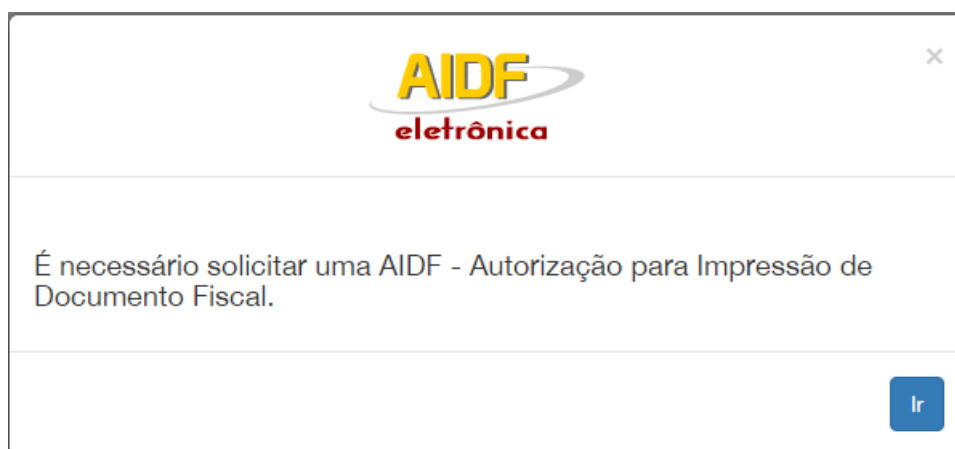 AIDF
eletrônica
×
É necessário solicitar uma AIDF - Autorização para Impressão de
Documento Fiscal.
Ir